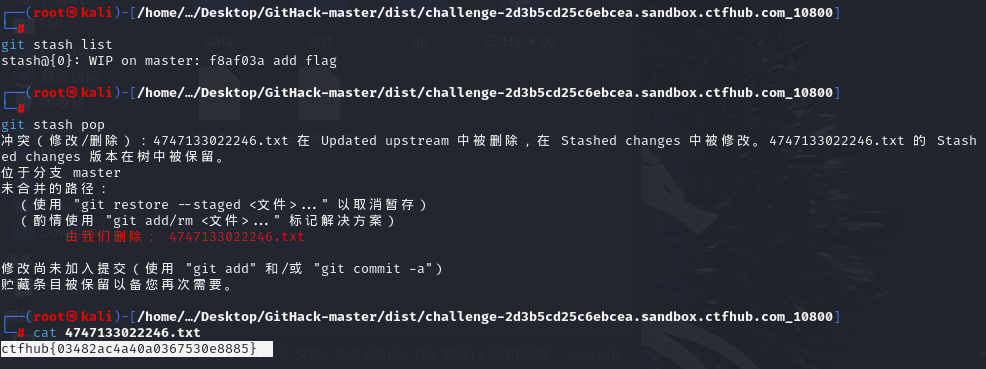 ┌──(root㉿kali)-[/home/…/Desktop/GitHack-master/dist/challenge-2d3b5cd25c6ebcea.sandbox.ctfhub.com_10800]
└─#
git stash list
stash@{0}: WIP on master: f8af03a add flag
┌──(root㉿kali)-[/home/…/Desktop/GitHack-master/dist/challenge-2d3b5cd25c6ebcea.sandbox.ctfhub.com_10800]
└─#
git stash pop
冲突（修改/删除）：4747133022246.txt 在 Updated upstream 中被删除，在 Stashed changes 中被修改。4747133022246.txt 的 Stash
ed changes 版本在树中被保留。
位于分支 master
未合并的路径：
（使用 "git restore --staged <文件>..." 以取消暂存）
（酌情使用 "git add/rm <文件>..." 标记解决方案）
由我们删除： 4747133022246.txt
修改尚未加入提交（使用 "git add" 和/或 "git commit -a"）
贮藏条目被保留以备您再次需要。
┌──(root㉿kali)-[/home/…/Desktop/GitHack-master/dist/challenge-2d3b5cd25c6ebcea.sandbox.ctfhub.com_10800]
└─# cat 4747133022246.txt
ctfhub{03482ac4a40a0367530e8885}